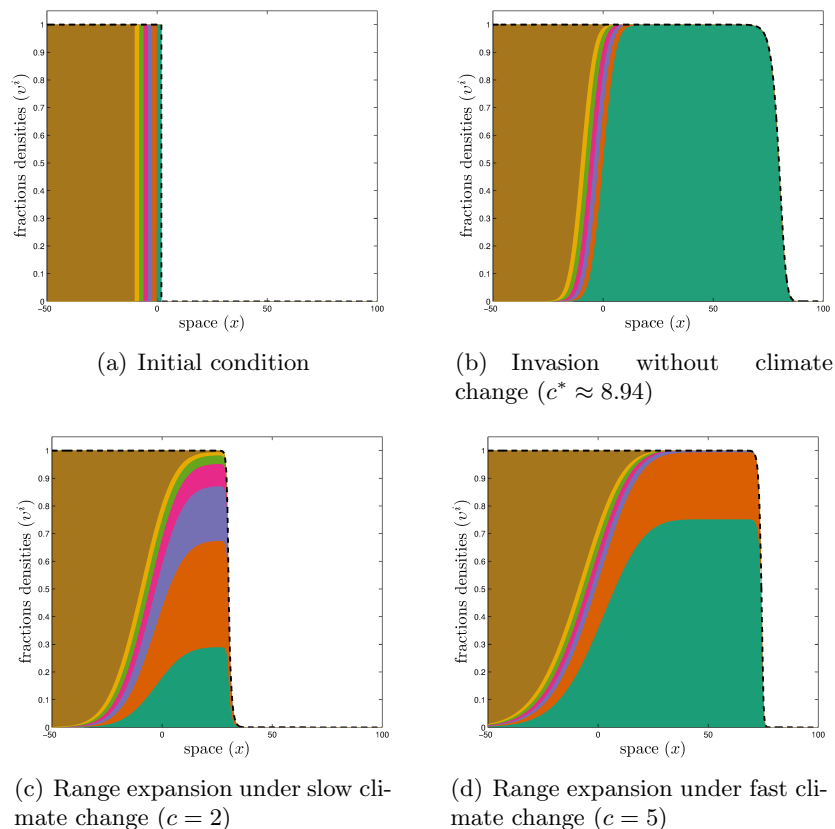 1
0.9
0.8
0.7
0.6
0.5
0.4
0.3
0.2
0.1
0
fractions densities (vⁱ)
−50 0 50 100
space (x)
(a) Initial condition
1
0.9
0.8
0.7
0.6
0.5
0.4
0.3
0.2
0.1
0
fractions densities (vⁱ)
−50 0 50 100
space (x)
(b) Invasion without climate
change (c* ≈ 8.94)
1
0.9
0.8
0.7
0.6
0.5
0.4
0.3
0.2
0.1
0
fractions densities (vⁱ)
−50 0 50 100
space (x)
(c) Range expansion under slow cli-
mate change (c = 2)
1
0.9
0.8
0.7
0.6
0.5
0.4
0.3
0.2
0.1
0
fractions densities (vⁱ)
−50 0 50 100
space (x)
(d) Range expansion under fast cli-
mate change (c = 5)